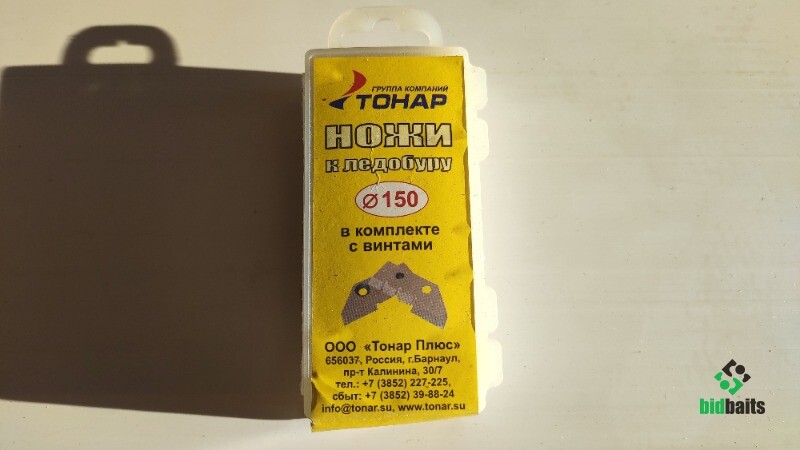 ГРУППА КОМПАНИЙ
ТОНАР
НОЖИ
к ледобуру
⌀ 150
в комплекте
с винтами
ООО «Тонар Плюс»
656037, Россия, г.Барнаул,
пр-т Калинина, 30/7
тел.: +7 (3852) 227-225,
сбыт: +7 (3852) 39-88-24
info@tonar.su, www.tonar.su
bidbaits